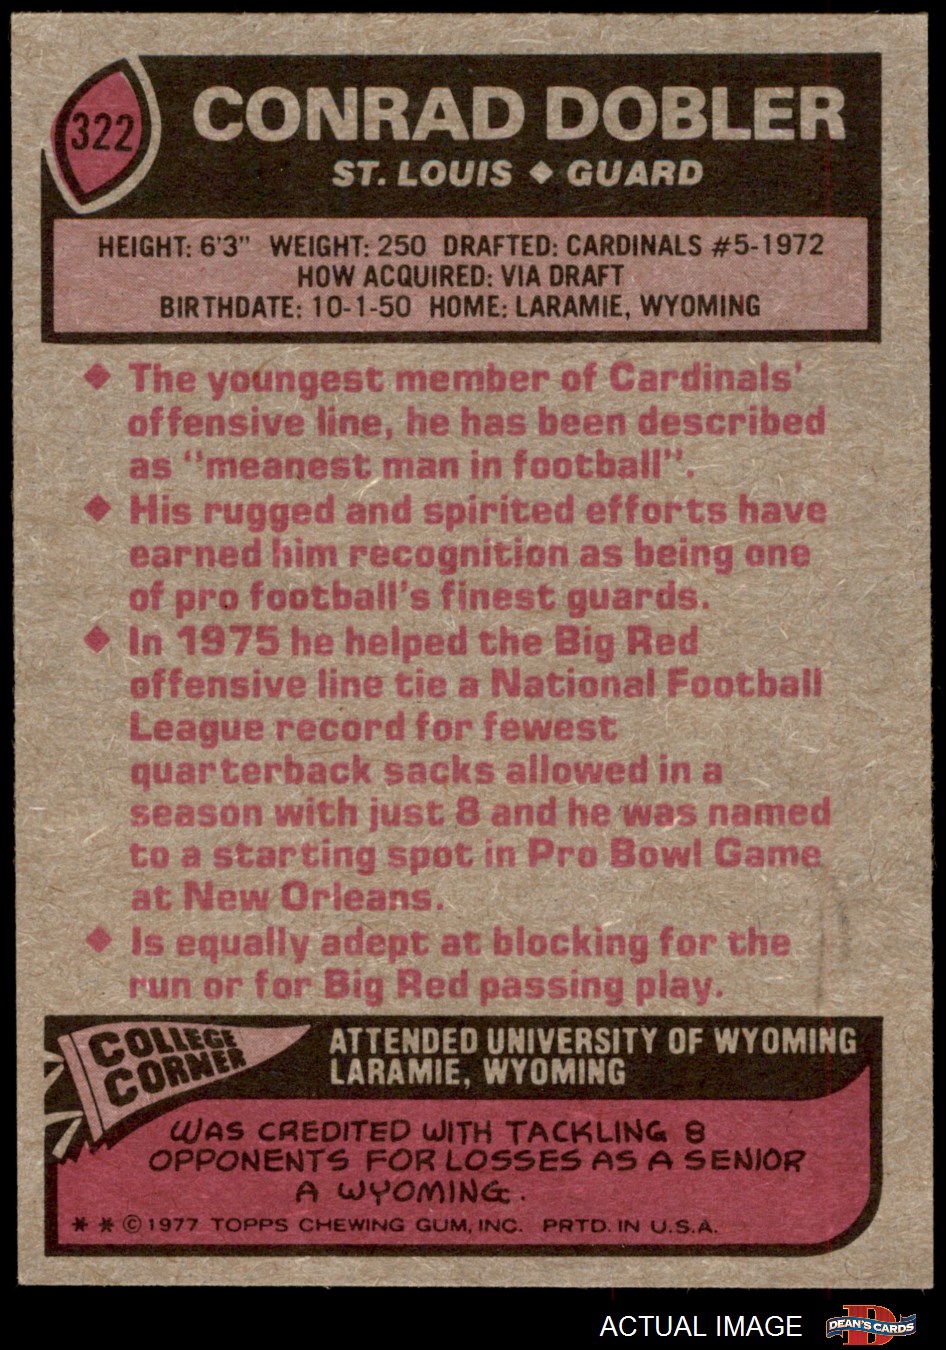 322
CONRAD DOBLER
ST. LOUIS ◆ GUARD
HEIGHT: 6'3" WEIGHT: 250 DRAFTED: CARDINALS #5-1972
HOW ACQUIRED: VIA DRAFT
BIRTHDATE: 10-1-50 HOME: LARAMIE, WYOMING
◆ The youngest member of Cardinals'
offensive line, he has been described
as "meanest man in football".
◆ His rugged and spirited efforts have
earned him recognition as being one
of pro football's finest guards.
◆ In 1975 he helped the Big Red
offensive line tie a National Football
League record for fewest
quarterback sacks allowed in a
season with just 8 and he was named
to a starting spot in Pro Bowl Game
at New Orleans.
◆ Is equally adept at blocking for the
run or for Big Red passing play.
COLLEGE
CORNER
ATTENDED UNIVERSITY OF WYOMING
LARAMIE, WYOMING
WAS CREDITED WITH TACKLING 8
OPPONENTS FOR LOSSES AS A SENIOR
A WYOMING.
* * © 1977 TOPPS CHEWING GUM, INC. PRTD. IN U.S.A.
ACTUAL IMAGE
D
DEAN'S CARDS